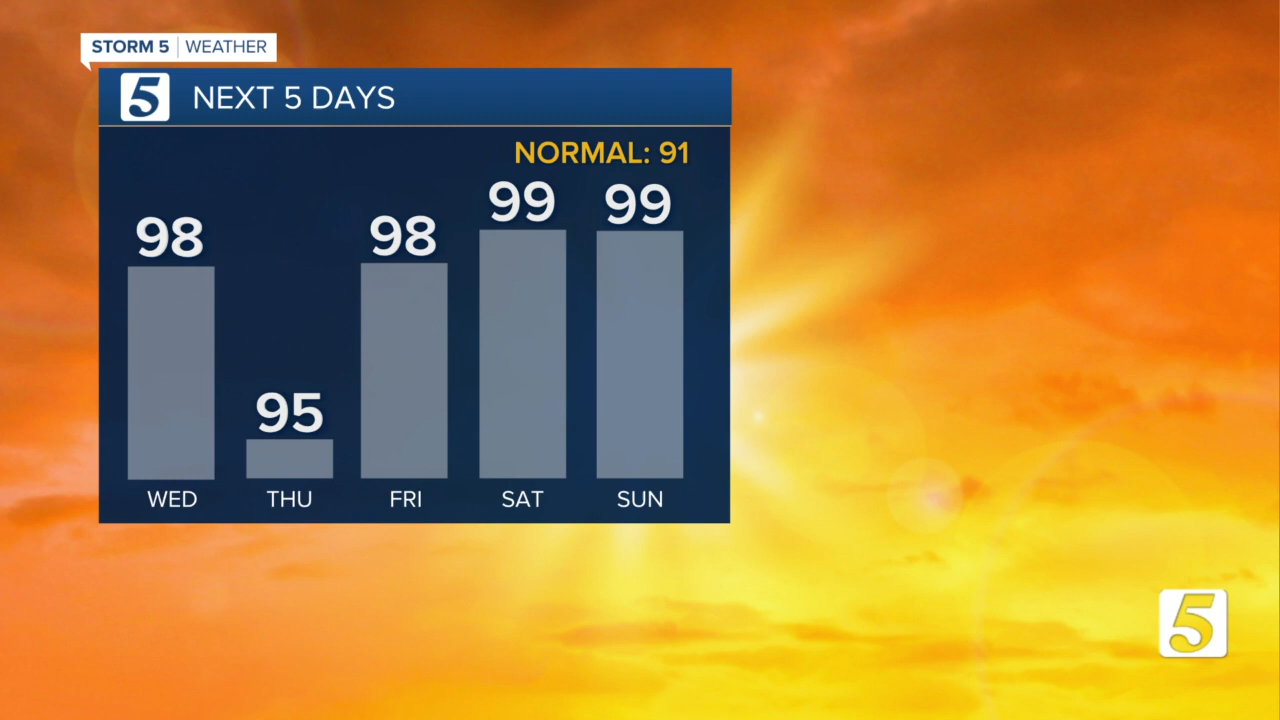 STORM 5 | WEATHER
5 NEXT 5 DAYS
NORMAL: 91
98 95 98 99 99
WED THU FRI SAT SUN
5